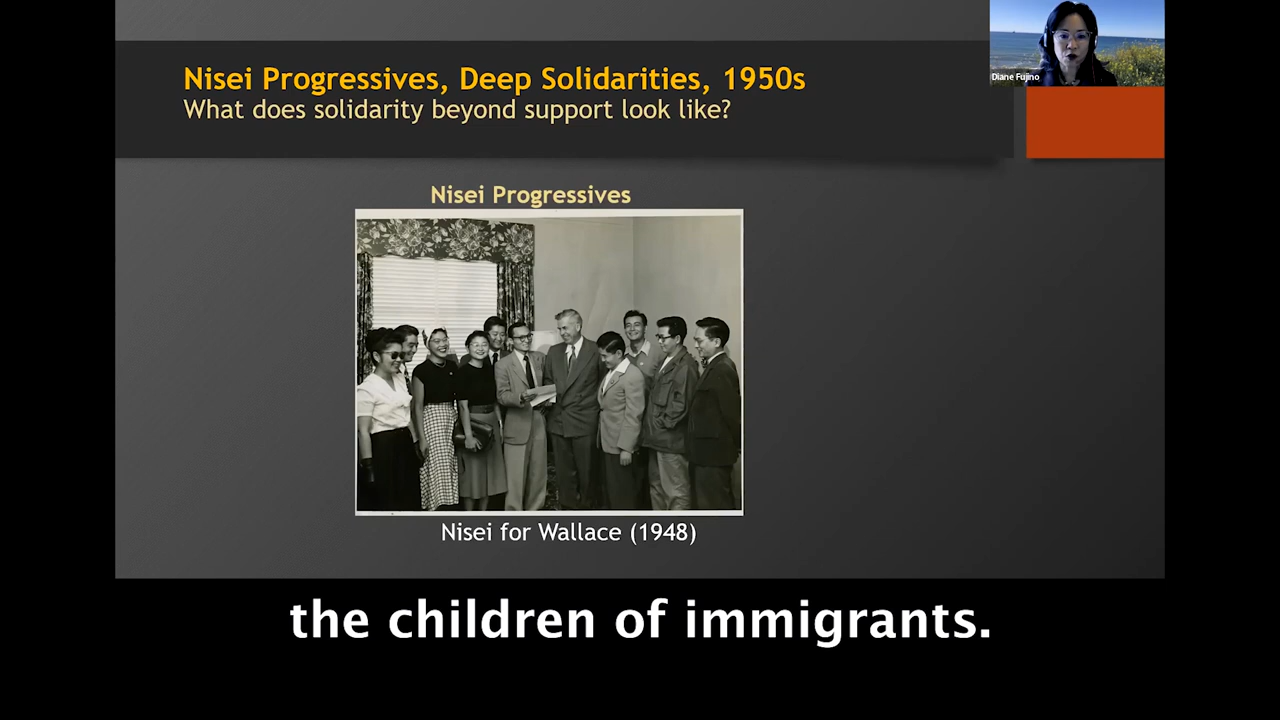 Nisei Progressives, Deep Solidarities, 1950s
What does solidarity beyond support look like?
Diane Fujino
Nisei Progressives
Nisei for Wallace (1948)
the children of immigrants.